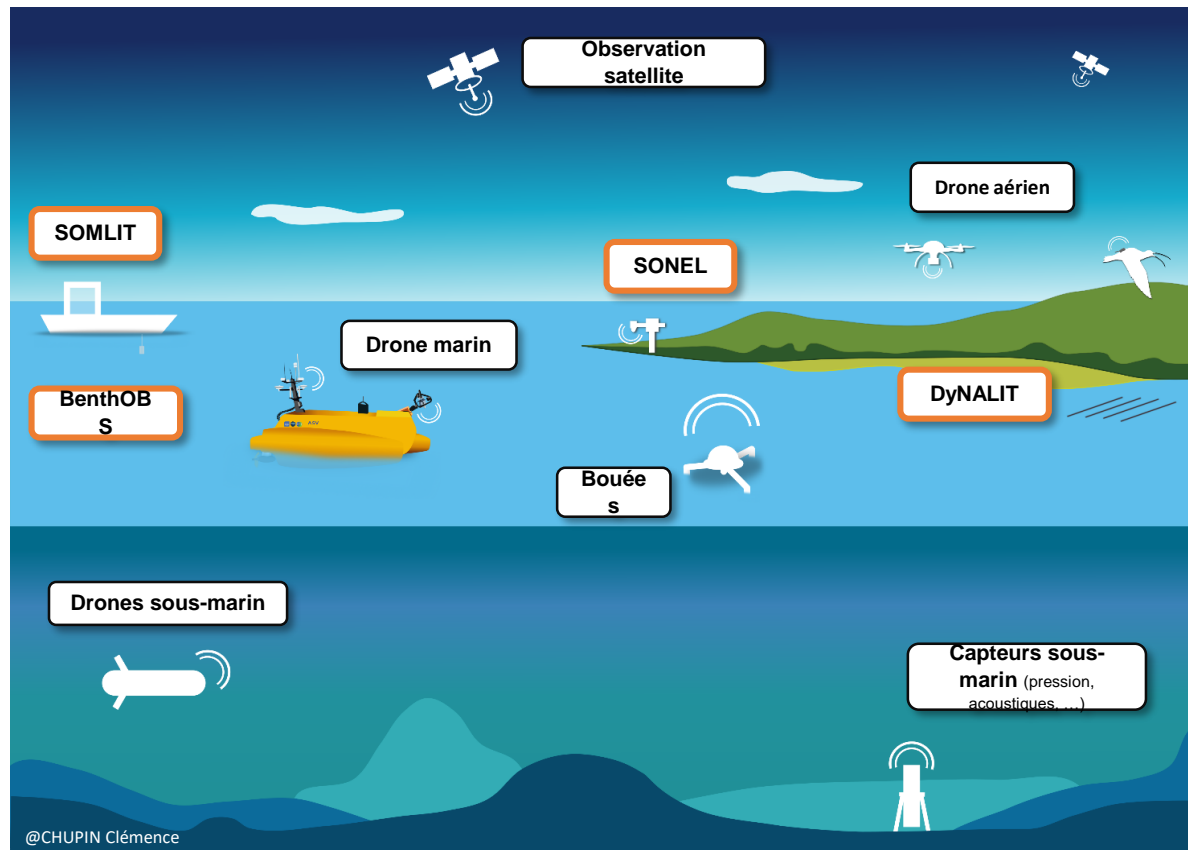 Observation
satellite
Drone aérien
SOMLIT
SONEL
Drone marin
BenthOB
S
DyNALIT
Bouée
s
Drones sous-marin
Capteurs sous-
marin (pression,
acoustiques, …)
ASV
@CHUPIN Clémence